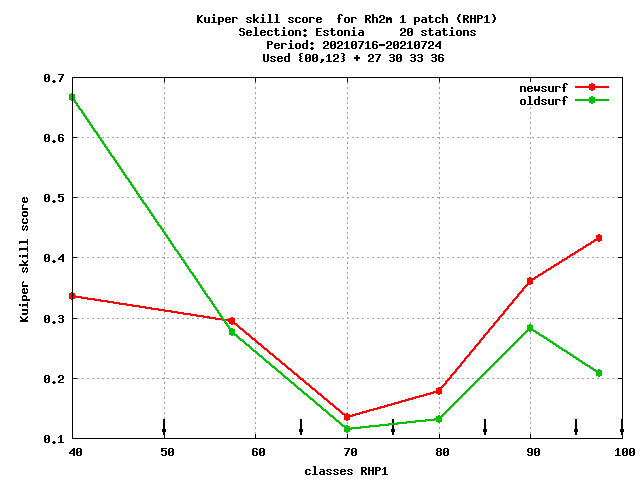 Kuiper skill score  for Rh2m 1 patch (RHP1)
Selection: Estonia     20 stations
Period: 20210716-20210724
Used {00,12} + 27 30 33 36
newsurf
oldsurf
0.7
0.6
0.5
0.4
0.3
0.2
0.1
Kuiper skill score
40 50 60 70 80 90 100
classes RHP1